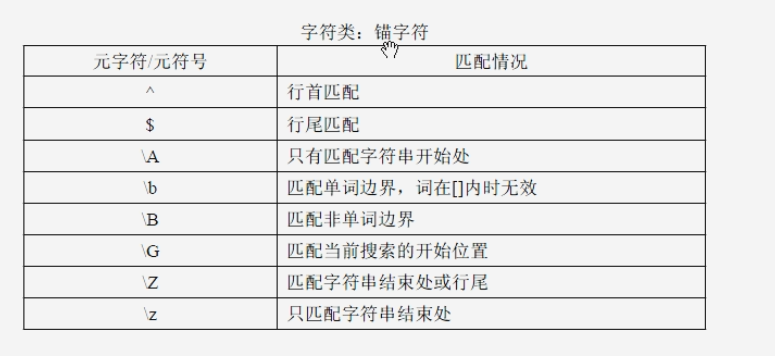 字符类：锚字符
元字符/元符号 匹配情况
^ 行首匹配
$ 行尾匹配
\A 只有匹配字符串开始处
\b 匹配单词边界，词在[]内时无效
\B 匹配非单词边界
\G 匹配当前搜索的开始位置
\Z 匹配字符串结束处或行尾
\z 只匹配字符串结束处